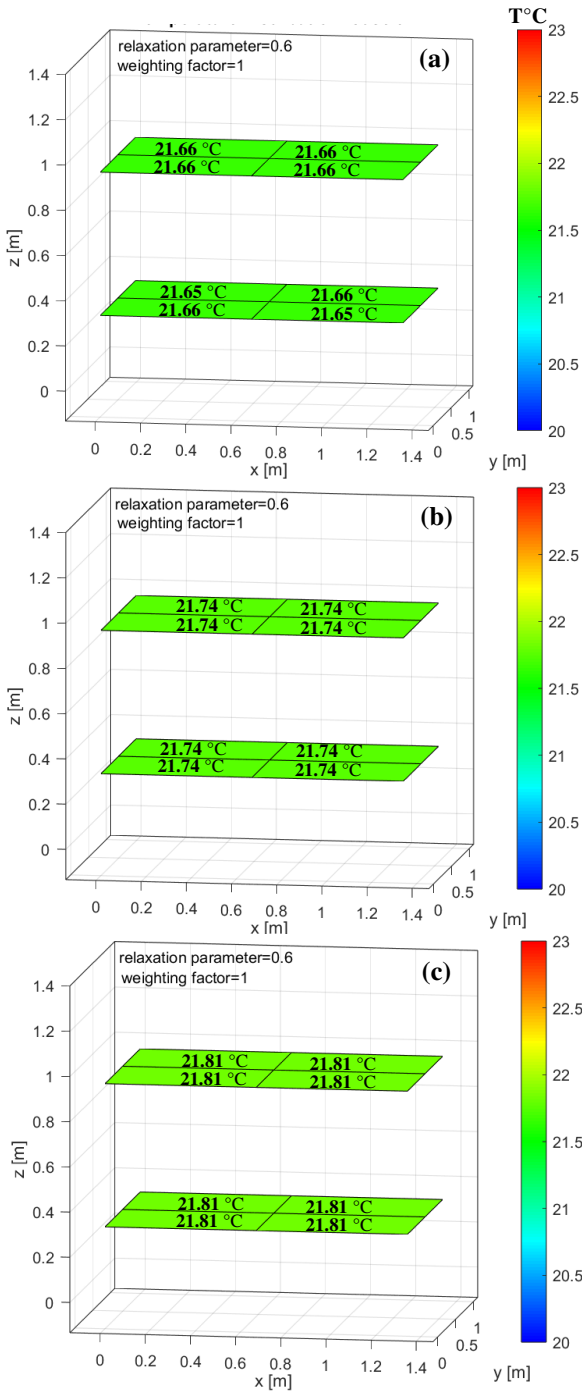 T°C
relaxation parameter=0.6
weighting factor=1
(a)
23
22.5
22
21.5
21
20.5
20
1.4
1.2
1
0.8
0.6
0.4
0.2
0
z [m]
21.66 °C 21.66 °C
21.66 °C 21.66 °C
21.65 °C 21.66 °C
21.66 °C 21.65 °C
0 0.2 0.4 0.6 0.8 1 1.2 1.4
x [m]
0 0.5 1
y [m]
relaxation parameter=0.6
weighting factor=1
(b)
23
22.5
22
21.5
21
20.5
20
1.4
1.2
1
0.8
0.6
0.4
0.2
0
z [m]
21.74 °C 21.74 °C
21.74 °C 21.74 °C
21.74 °C 21.74 °C
21.74 °C 21.74 °C
0 0.2 0.4 0.6 0.8 1 1.2 1.4
x [m]
0 0.5 1
y [m]
relaxation parameter=0.6
weighting factor=1
(c)
23
22.5
22
21.5
21
20.5
20
1.4
1.2
1
0.8
0.6
0.4
0.2
0
z [m]
21.81 °C 21.81 °C
21.81 °C 21.81 °C
21.81 °C 21.81 °C
21.81 °C 21.81 °C
0 0.2 0.4 0.6 0.8 1 1.2 1.4
x [m]
0 0.5 1
y [m]